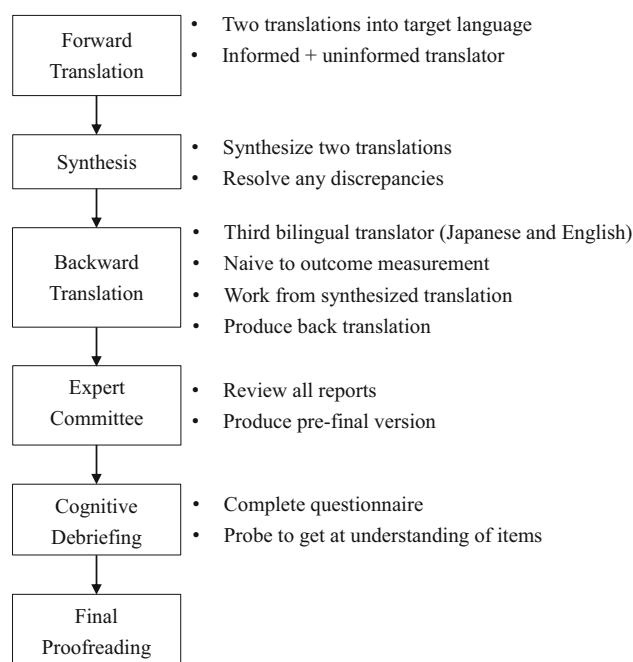 Forward
Translation
• Two translations into target language
• Informed + uninformed translator
Synthesis
• Synthesize two translations
• Resolve any discrepancies
Backward
Translation
• Third bilingual translator (Japanese and English)
• Naive to outcome measurement
• Work from synthesized translation
• Produce back translation
Expert
Committee
• Review all reports
• Produce pre-final version
Cognitive
Debriefing
• Complete questionnaire
• Probe to get at understanding of items
Final
Proofreading